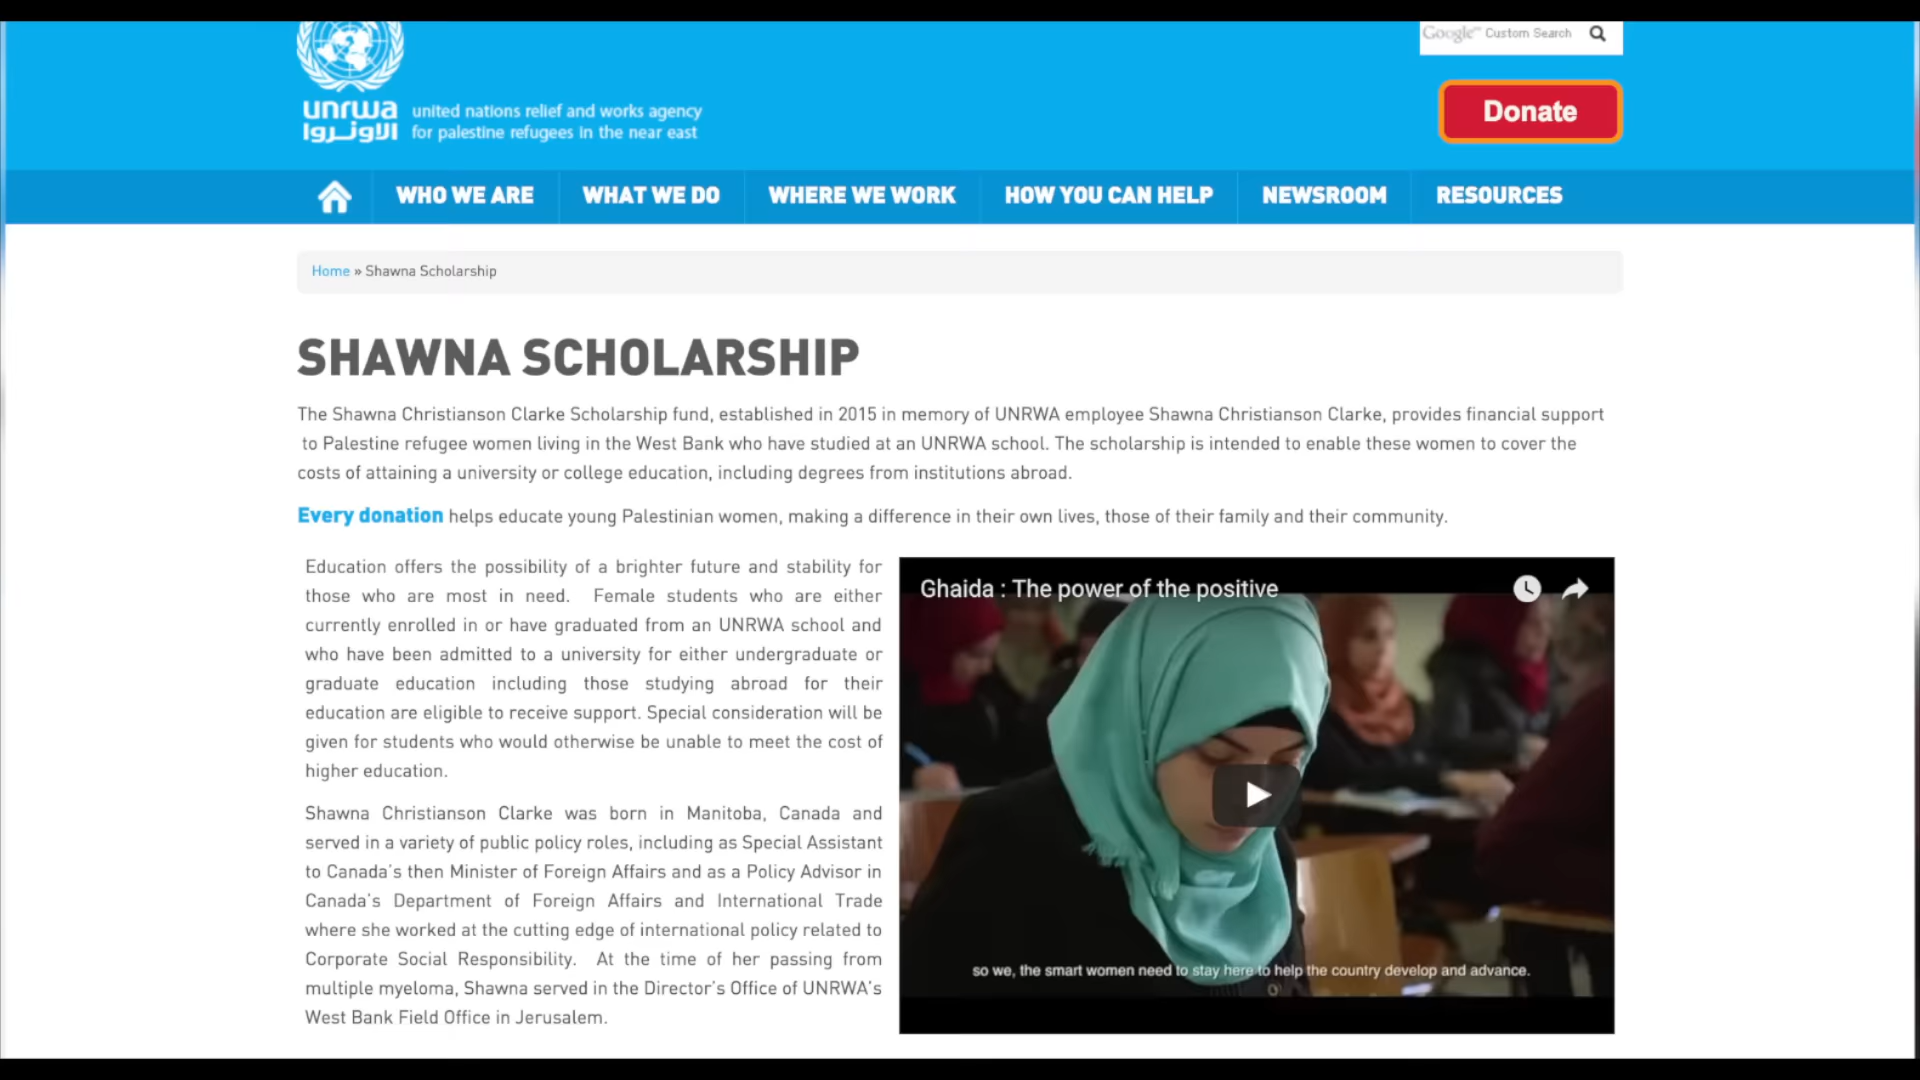 Google™ Custom Search
unrwa
الاونروا
united nations relief and works agency
for palestine refugees in the near east
Donate
WHO WE ARE WHAT WE DO WHERE WE WORK HOW YOU CAN HELP NEWSROOM RESOURCES
Home » Shawna Scholarship
SHAWNA SCHOLARSHIP
The Shawna Christianson Clarke Scholarship fund, established in 2015 in memory of UNRWA employee Shawna Christianson Clarke, provides financial support
to Palestine refugee women living in the West Bank who have studied at an UNRWA school. The scholarship is intended to enable these women to cover the
costs of attaining a university or college education, including degrees from institutions abroad.
Every donation helps educate young Palestinian women, making a difference in their own lives, those of their family and their community.
Education offers the possibility of a brighter future and stability for
those who are most in need. Female students who are either
currently enrolled in or have graduated from an UNRWA school and
who have been admitted to a university for either undergraduate or
graduate education including those studying abroad for their
education are eligible to receive support. Special consideration will be
given for students who would otherwise be unable to meet the cost of
higher education.
Shawna Christianson Clarke was born in Manitoba, Canada and
served in a variety of public policy roles, including as Special Assistant
to Canada's then Minister of Foreign Affairs and as a Policy Advisor in
Canada's Department of Foreign Affairs and International Trade
where she worked at the cutting edge of international policy related to
Corporate Social Responsibility. At the time of her passing from
multiple myeloma, Shawna served in the Director's Office of UNRWA's
West Bank Field Office in Jerusalem.
Ghaida : The power of the positive
so we, the smart women need to stay here to help the country develop and advance.